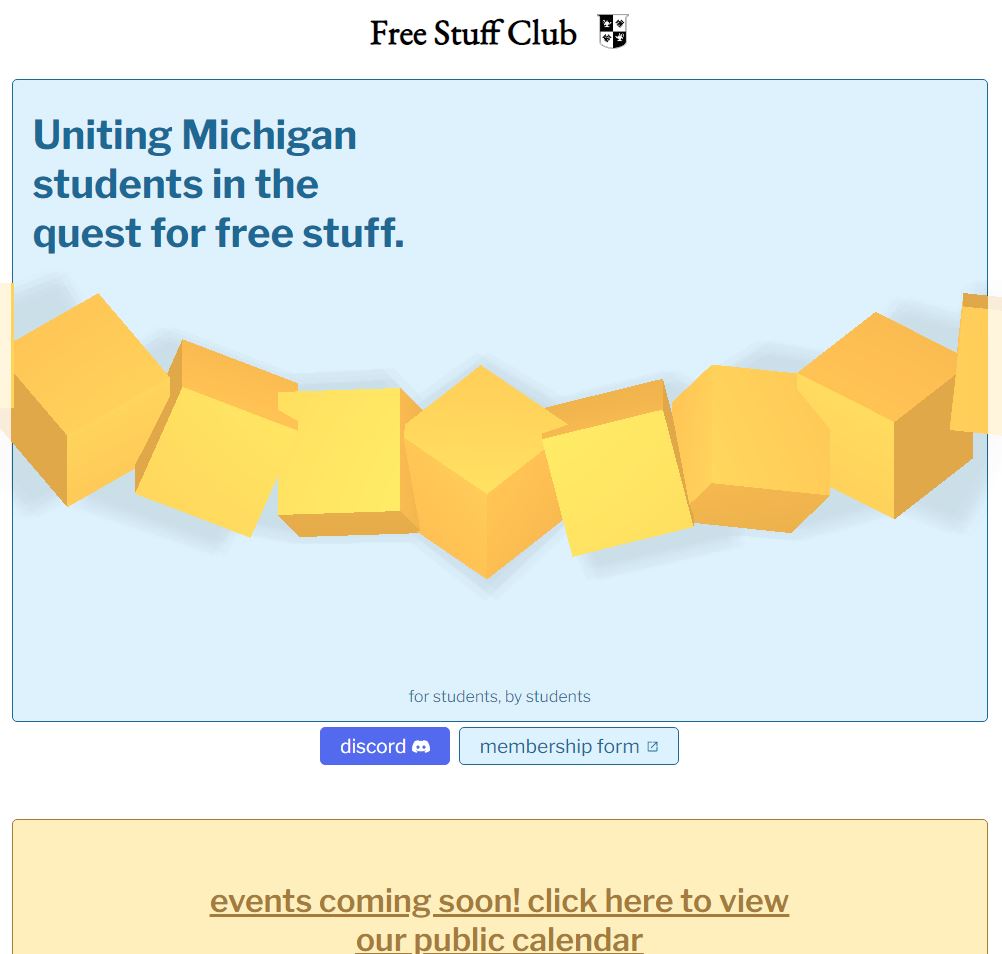 Free Stuff Club
Uniting Michigan
students in the
quest for free stuff.
for students, by students
discord
membership form
events coming soon! click here to view
our public calendar